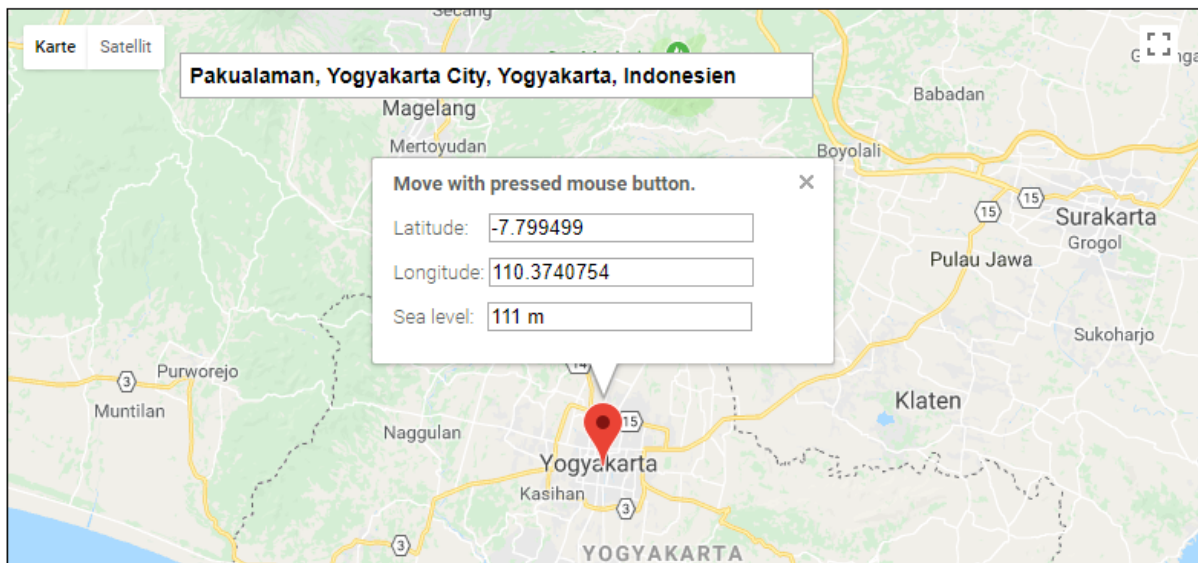 Secang
Karte Satellit
Pakualaman, Yogyakarta City, Yogyakarta, Indonesien
Babadan
Magelang
Mertoyudan
Boyolali
Move with pressed mouse button.
15
15
Surakarta
Latitude: -7.799499
Grogol
Pulau Jawa
Longitude: 110.3740754
Sea level: 111 m
Sukoharjo
14
Purworejo
3
Klaten
Muntilan
15
Naggulan
Yogyakarta
Kasihan
3
3
YOGYAKARTA